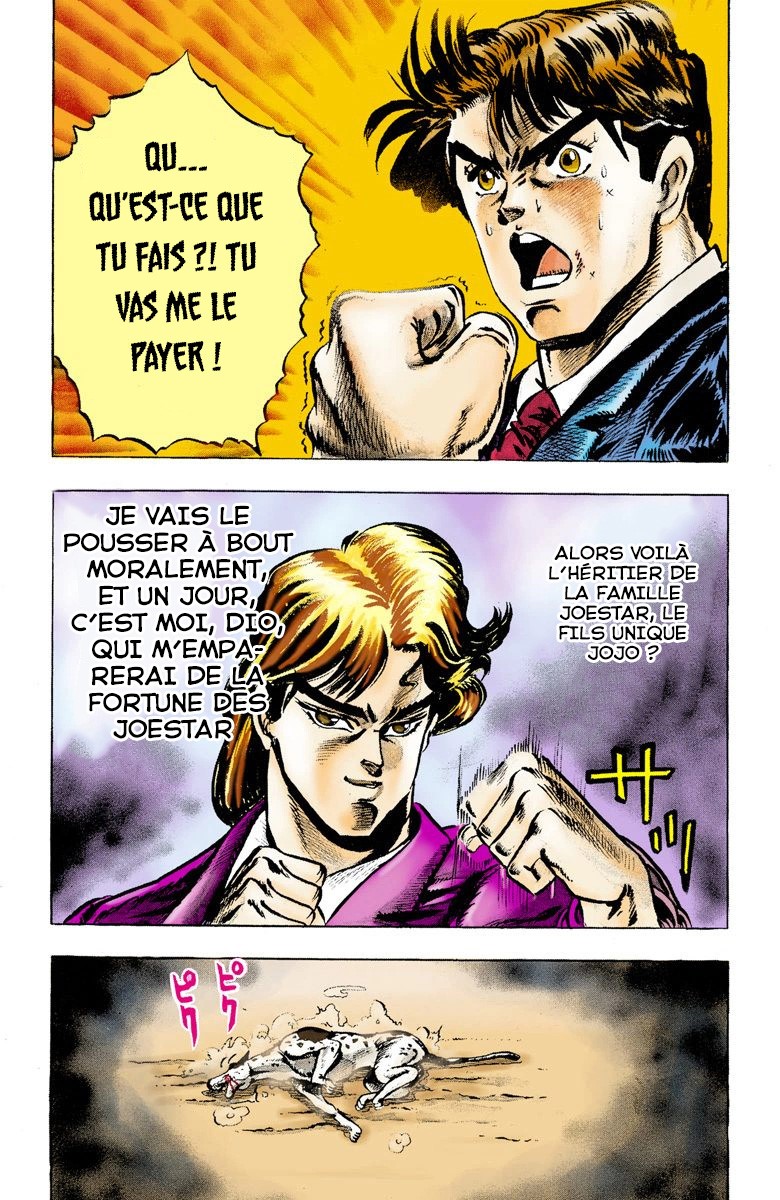 QU...
QU'EST-CE QUE
TU FAIS ?! TU
VAS ME LE
PAYER !
ALORS VOILÀ
L'HÉRITIER DE
LA FAMILLE
JOESTAR, LE
FILS UNIQUE
JOJO ?
JE VAIS LE
POUSSER À BOUT
MORALEMENT,
ET UN JOUR,
C'EST MOI, DIO,
QUI M'EMPA-
RERAI DE LA
FORTUNE DES
JOESTAR
サッ
ピク
ピク